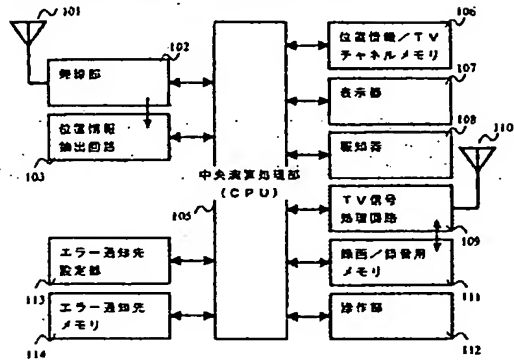 101
102
無線部
位置情報
抽出回路
103
中央演算処理部
(CPU)
105
エラー通知先
設定部
113
エラー通知先
メモリ
114
106
位置情報/TV
チャネルメモリ
107
表示部
108
報知器
110
TV信号
処理回路
109
録画/録音用
メモリ
111
操作部
112